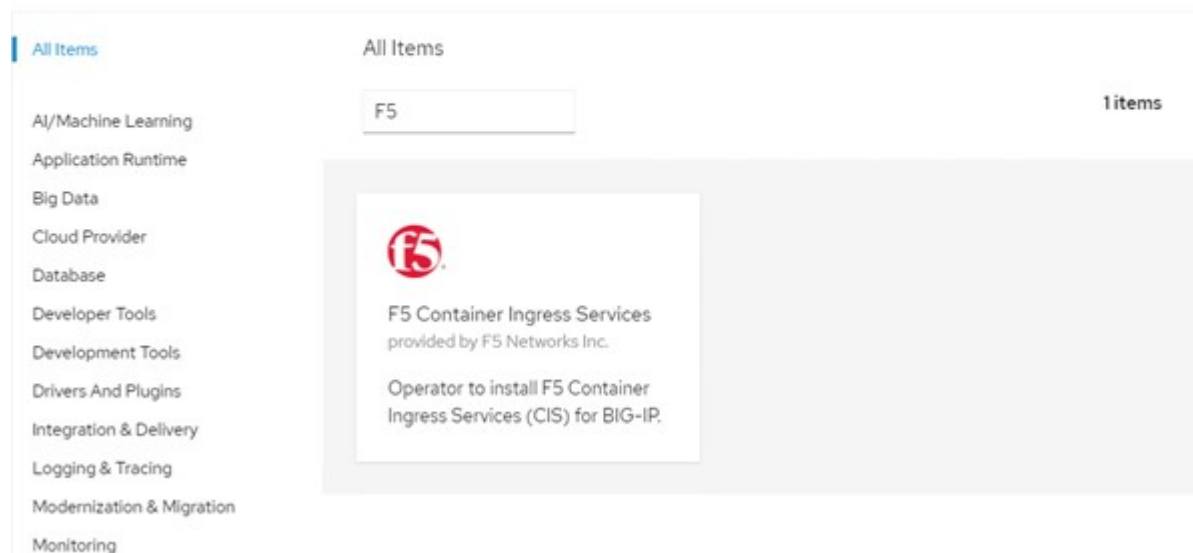 All Items
AI/Machine Learning
Application Runtime
Big Data
Cloud Provider
Database
Developer Tools
Development Tools
Drivers And Plugins
Integration & Delivery
Logging & Tracing
Modernization & Migration
Monitoring
All Items
F5
1 items
f5
F5 Container Ingress Services
provided by F5 Networks Inc.
Operator to install F5 Container
Ingress Services (CIS) for BIG-IP.